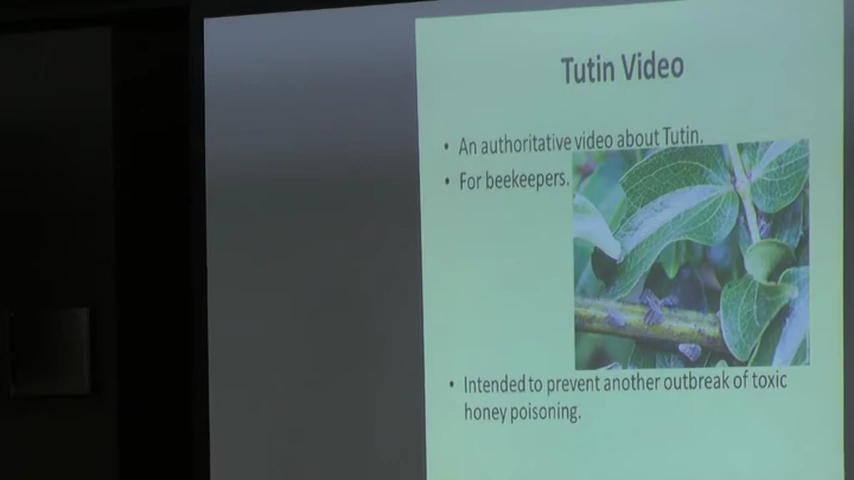 Tutin Video
• An authoritative video about Tutin.
• For beekeepers.
• Intended to prevent another outbreak of toxic
honey poisoning.